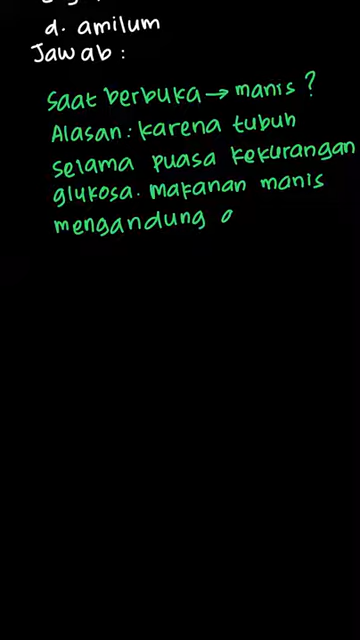 d. amilum
Jawab :
Saat berbuka → manis ?
Alasan : karena tubuh
selama puasa kekurangan
glukosa. makanan manis
mengandung